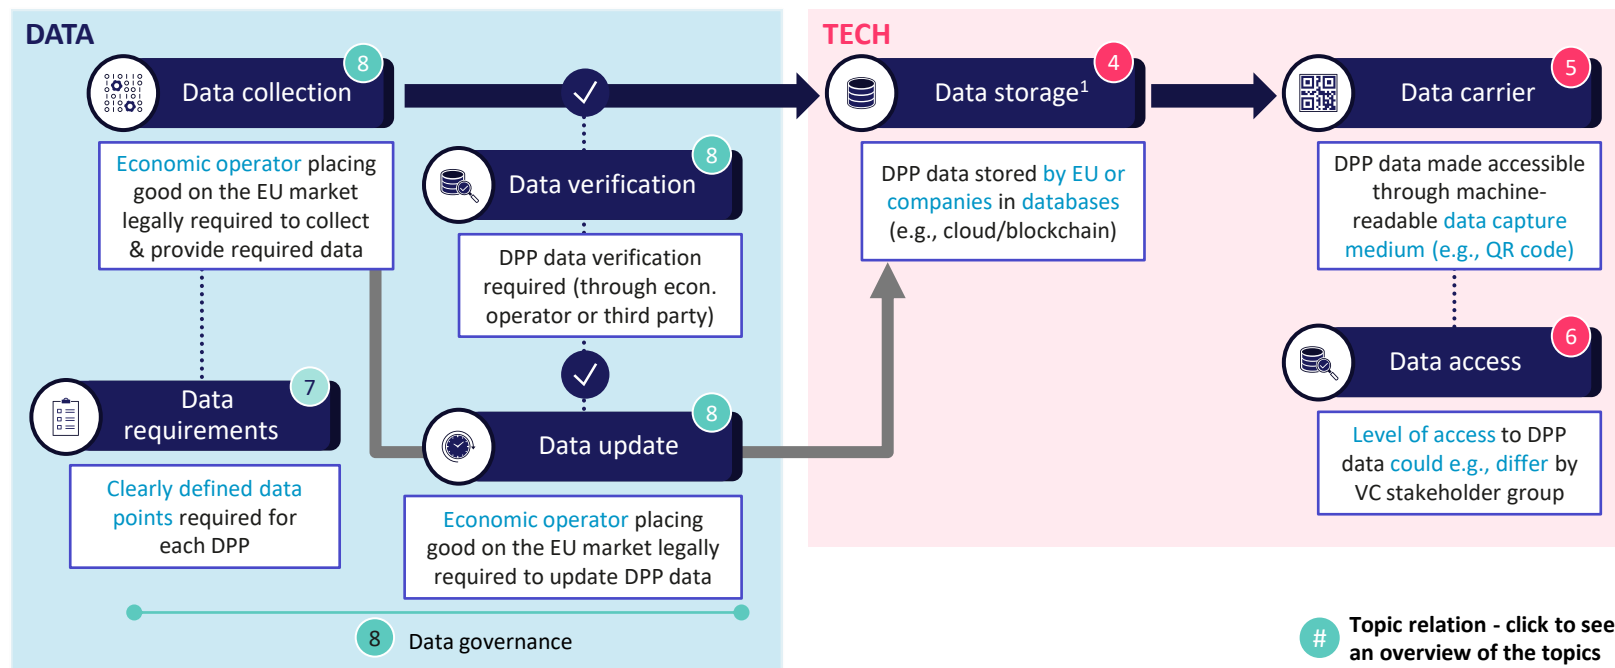 DATA
8
Data collection
Economic operator placing
good on the EU market
legally required to collect
& provide required data
8
Data verification
DPP data verification
required (through econ.
operator or third party)
7
Data
requirements
Clearly defined data
points required for
each DPP
8
Data update
Economic operator placing
good on the EU market legally
required to update DPP data
8 Data governance
TECH
4
Data storage¹
DPP data stored by EU or
companies in databases
(e.g., cloud/blockchain)
5
Data carrier
DPP data made accessible
through machine-
readable data capture
medium (e.g., QR code)
6
Data access
Level of access to DPP
data could e.g., differ by
VC stakeholder group
# Topic relation - click to see
an overview of the topics